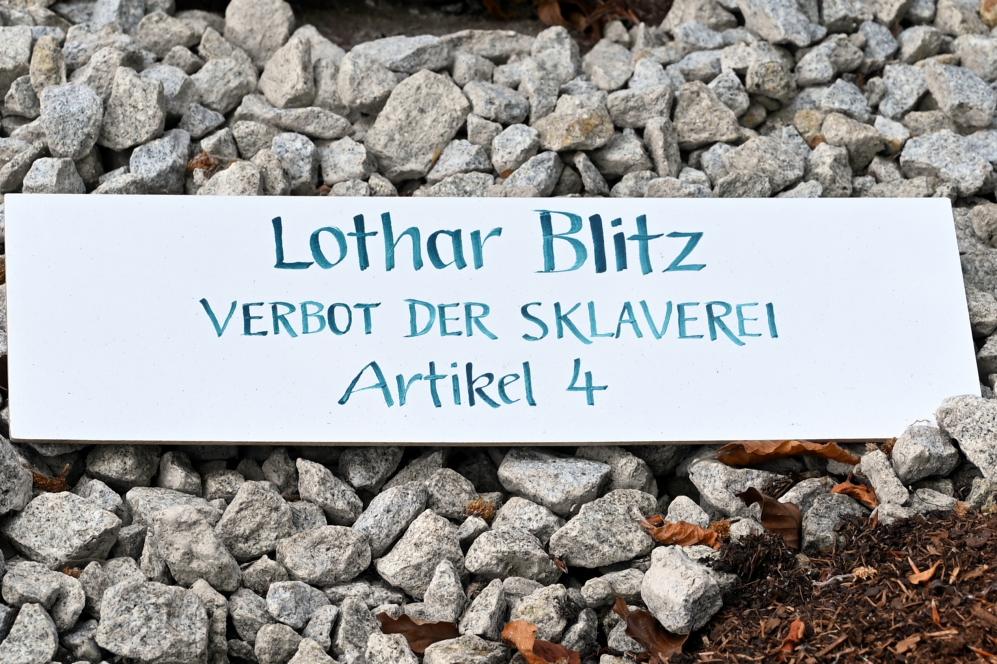 Lothar Blitz
VERBOT DER SKLAVEREI
Artikel 4